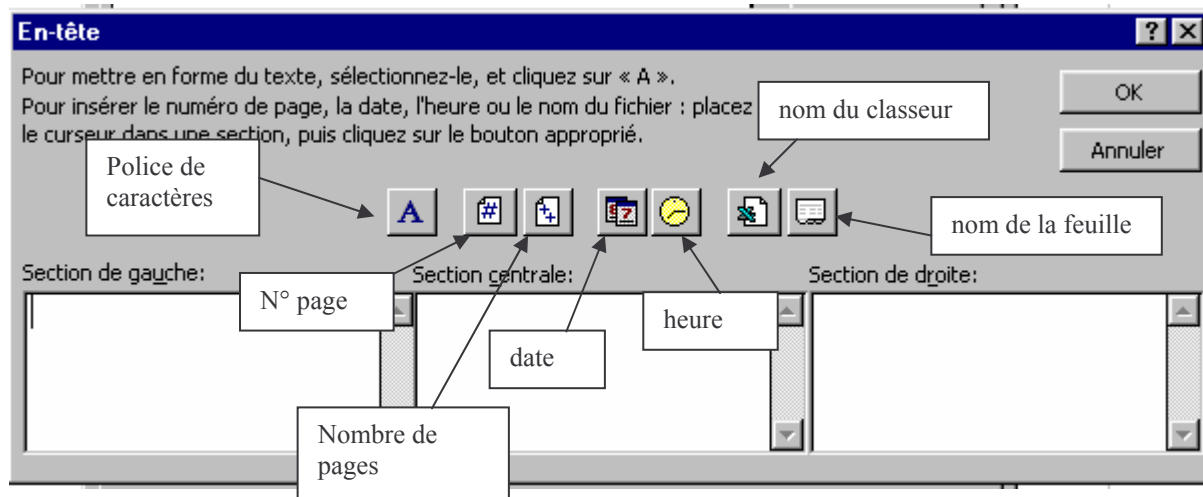 En-tête
Pour mettre en forme du texte, sélectionnez-le, et cliquez sur « A ».
Pour insérer le numéro de page, la date, l'heure ou le nom du fichier : placez
le curseur dans une section, puis cliquez sur le bouton approprié.
OK
Annuler
nom du classeur
Police de
caractères
A
nom de la feuille
Section de gauche:
Section centrale:
Section de droite:
N° page
heure
date
Nombre de
pages